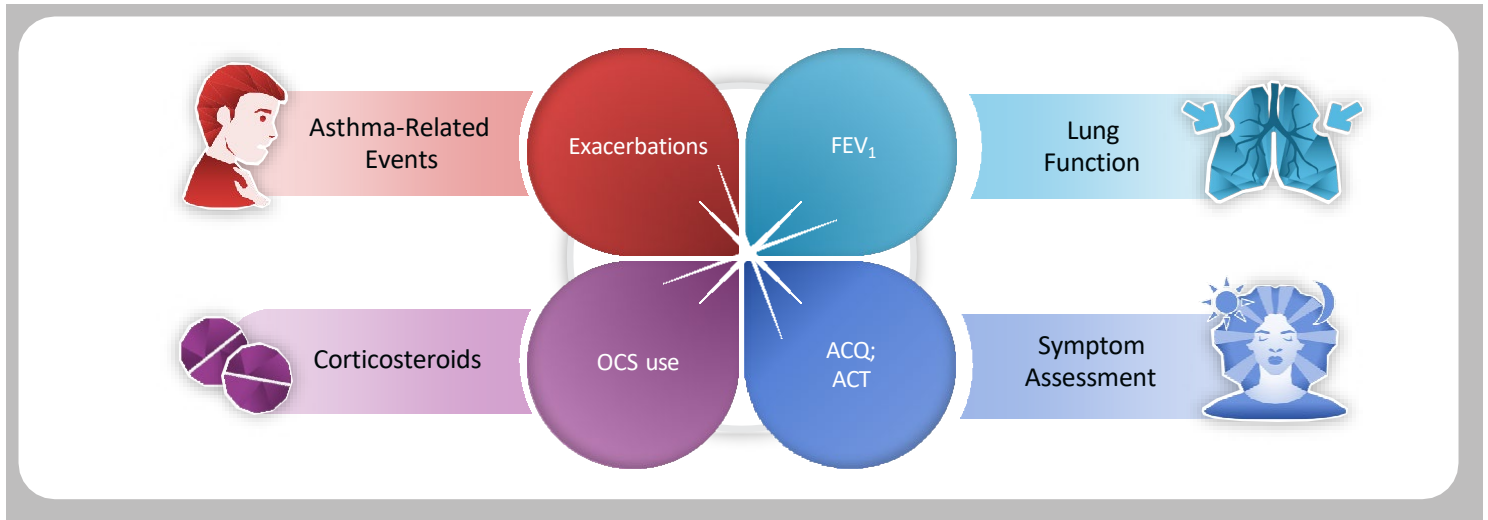 Asthma-Related
Events
Exacerbations
FEV₁
Lung
Function
Corticosteroids
OCS use
ACQ;
ACT
Symptom
Assessment